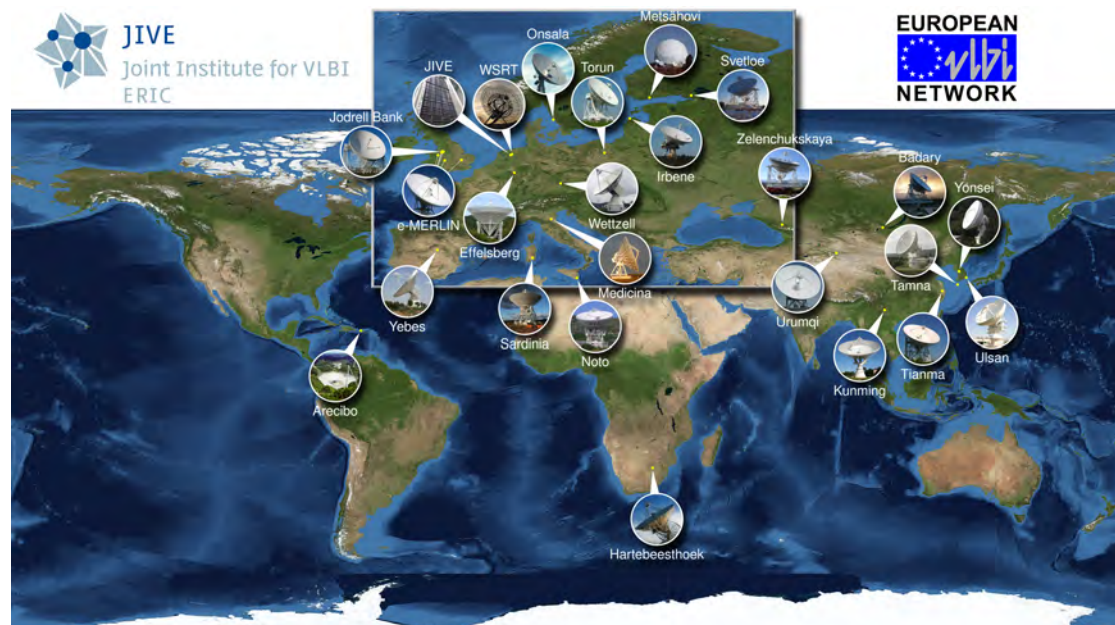 JIVE
Joint Institute for VLBI
ERIC
EUROPEAN
vlbi
NETWORK
Metsähovi
Onsala
Svetloe
JIVE
WSRT
Torun
Jodrell Bank
Zelenchukskaya
Badary
Yonsei
Irbene
e-MERLIN
Effelsberg
Wettzell
Tamna
Medicina
Yebes
Sardinia
Noto
Urumqi
Ulsan
Kunming
Tianma
Arecibo
Hartebeesthoek